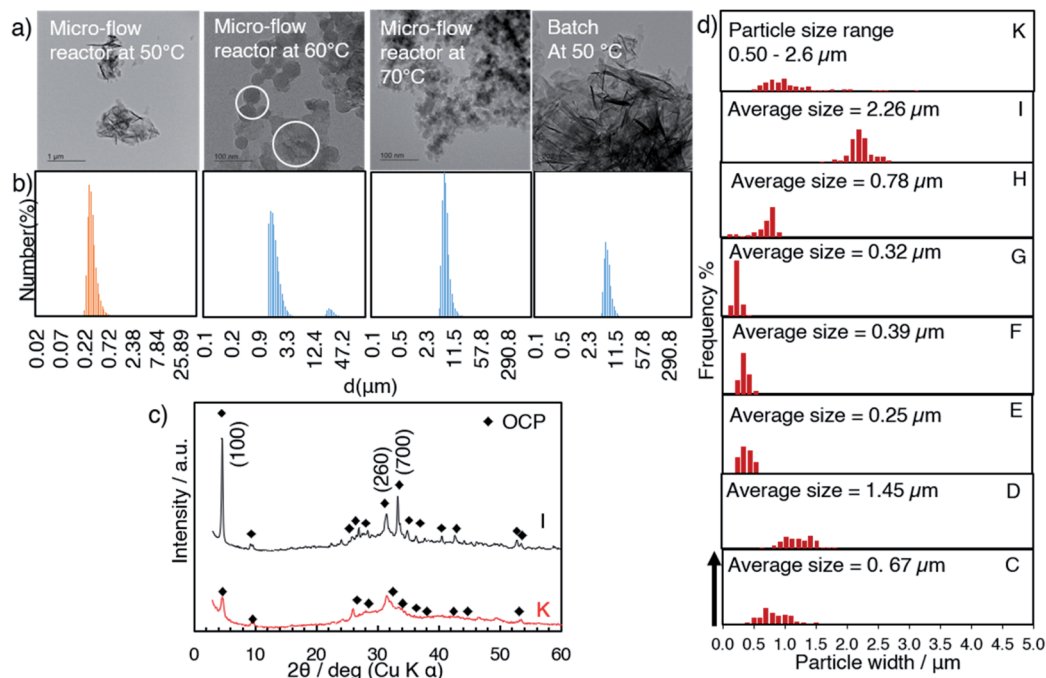 a)
Micro-flow
reactor at 50°C
1 µm
Micro-flow
reactor at 60°C
100 nm
Micro-flow
reactor at
70°C
100 nm
Batch
At 50 °C
b)
Number(%)
0.02
0.07
0.22
0.72
2.38
7.84
25.89
0.1
0.2
0.9
3.3
12.4
47.2
0.1
0.5
2.3
11.5
57.8
290.8
0.1
0.5
2.3
11.5
57.8
290.8
d(µm)
c)
Intensity / a.u.
(100)
(260)
(700)
◆ OCP
I
K
0 10 20 30 40 50 60
2θ / deg (Cu K α)
d)
Frequency %
Particle size range K
0.50 - 2.6 µm
Average size = 2.26 µm I
Average size = 0.78 µm H
Average size = 0.32 µm G
Average size = 0.39 µm F
Average size = 0.25 µm E
Average size = 1.45 µm D
Average size = 0. 67 µm C
0.0 0.5 1.0 1.5 2.0 2.5 3.0 3.5 4.0 4.5 5.0
Particle width / µm